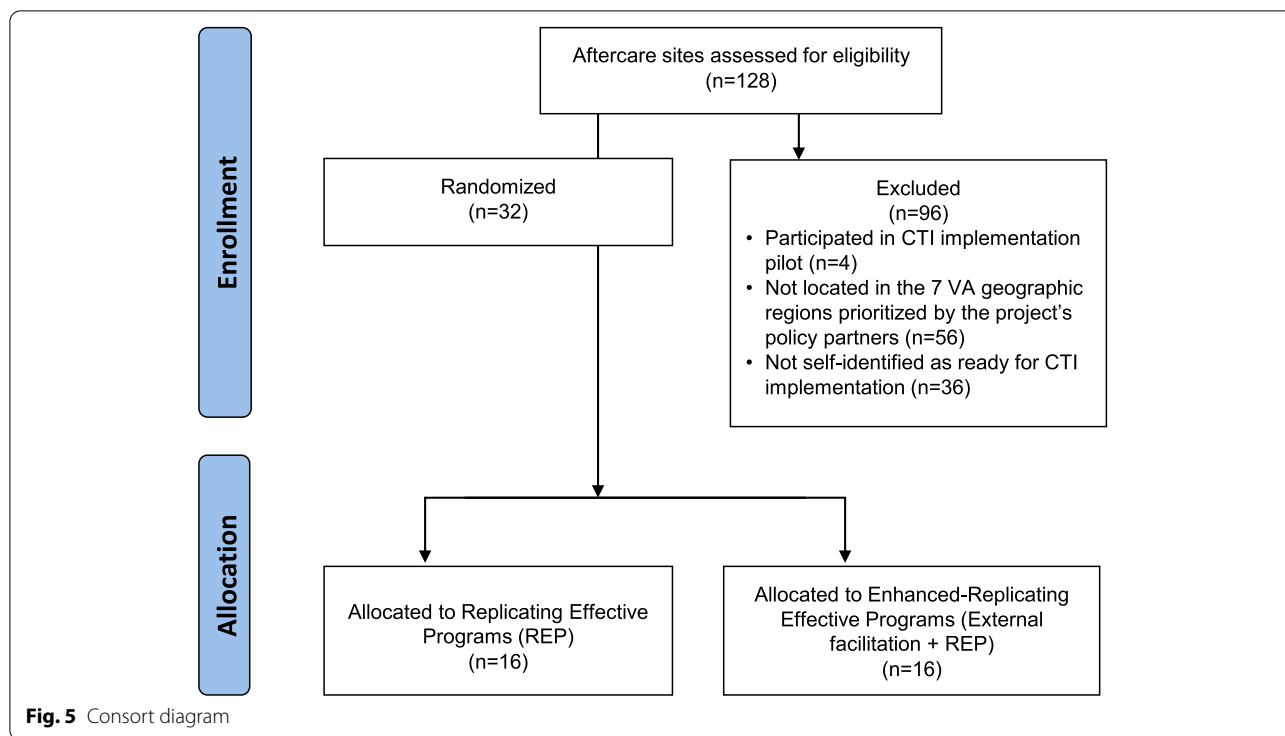 Aftercare sites assessed for eligibility
(n=128)
Enrollment
Randomized
(n=32)
Excluded
(n=96)
• Participated in CTI implementation
pilot (n=4)
• Not located in the 7 VA geographic
regions prioritized by the project's
policy partners (n=56)
• Not self-identified as ready for CTI
implementation (n=36)
Allocation
Allocated to Replicating Effective
Programs (REP)
(n=16)
Allocated to Enhanced-Replicating
Effective Programs (External
facilitation + REP)
(n=16)
Fig. 5 Consort diagram